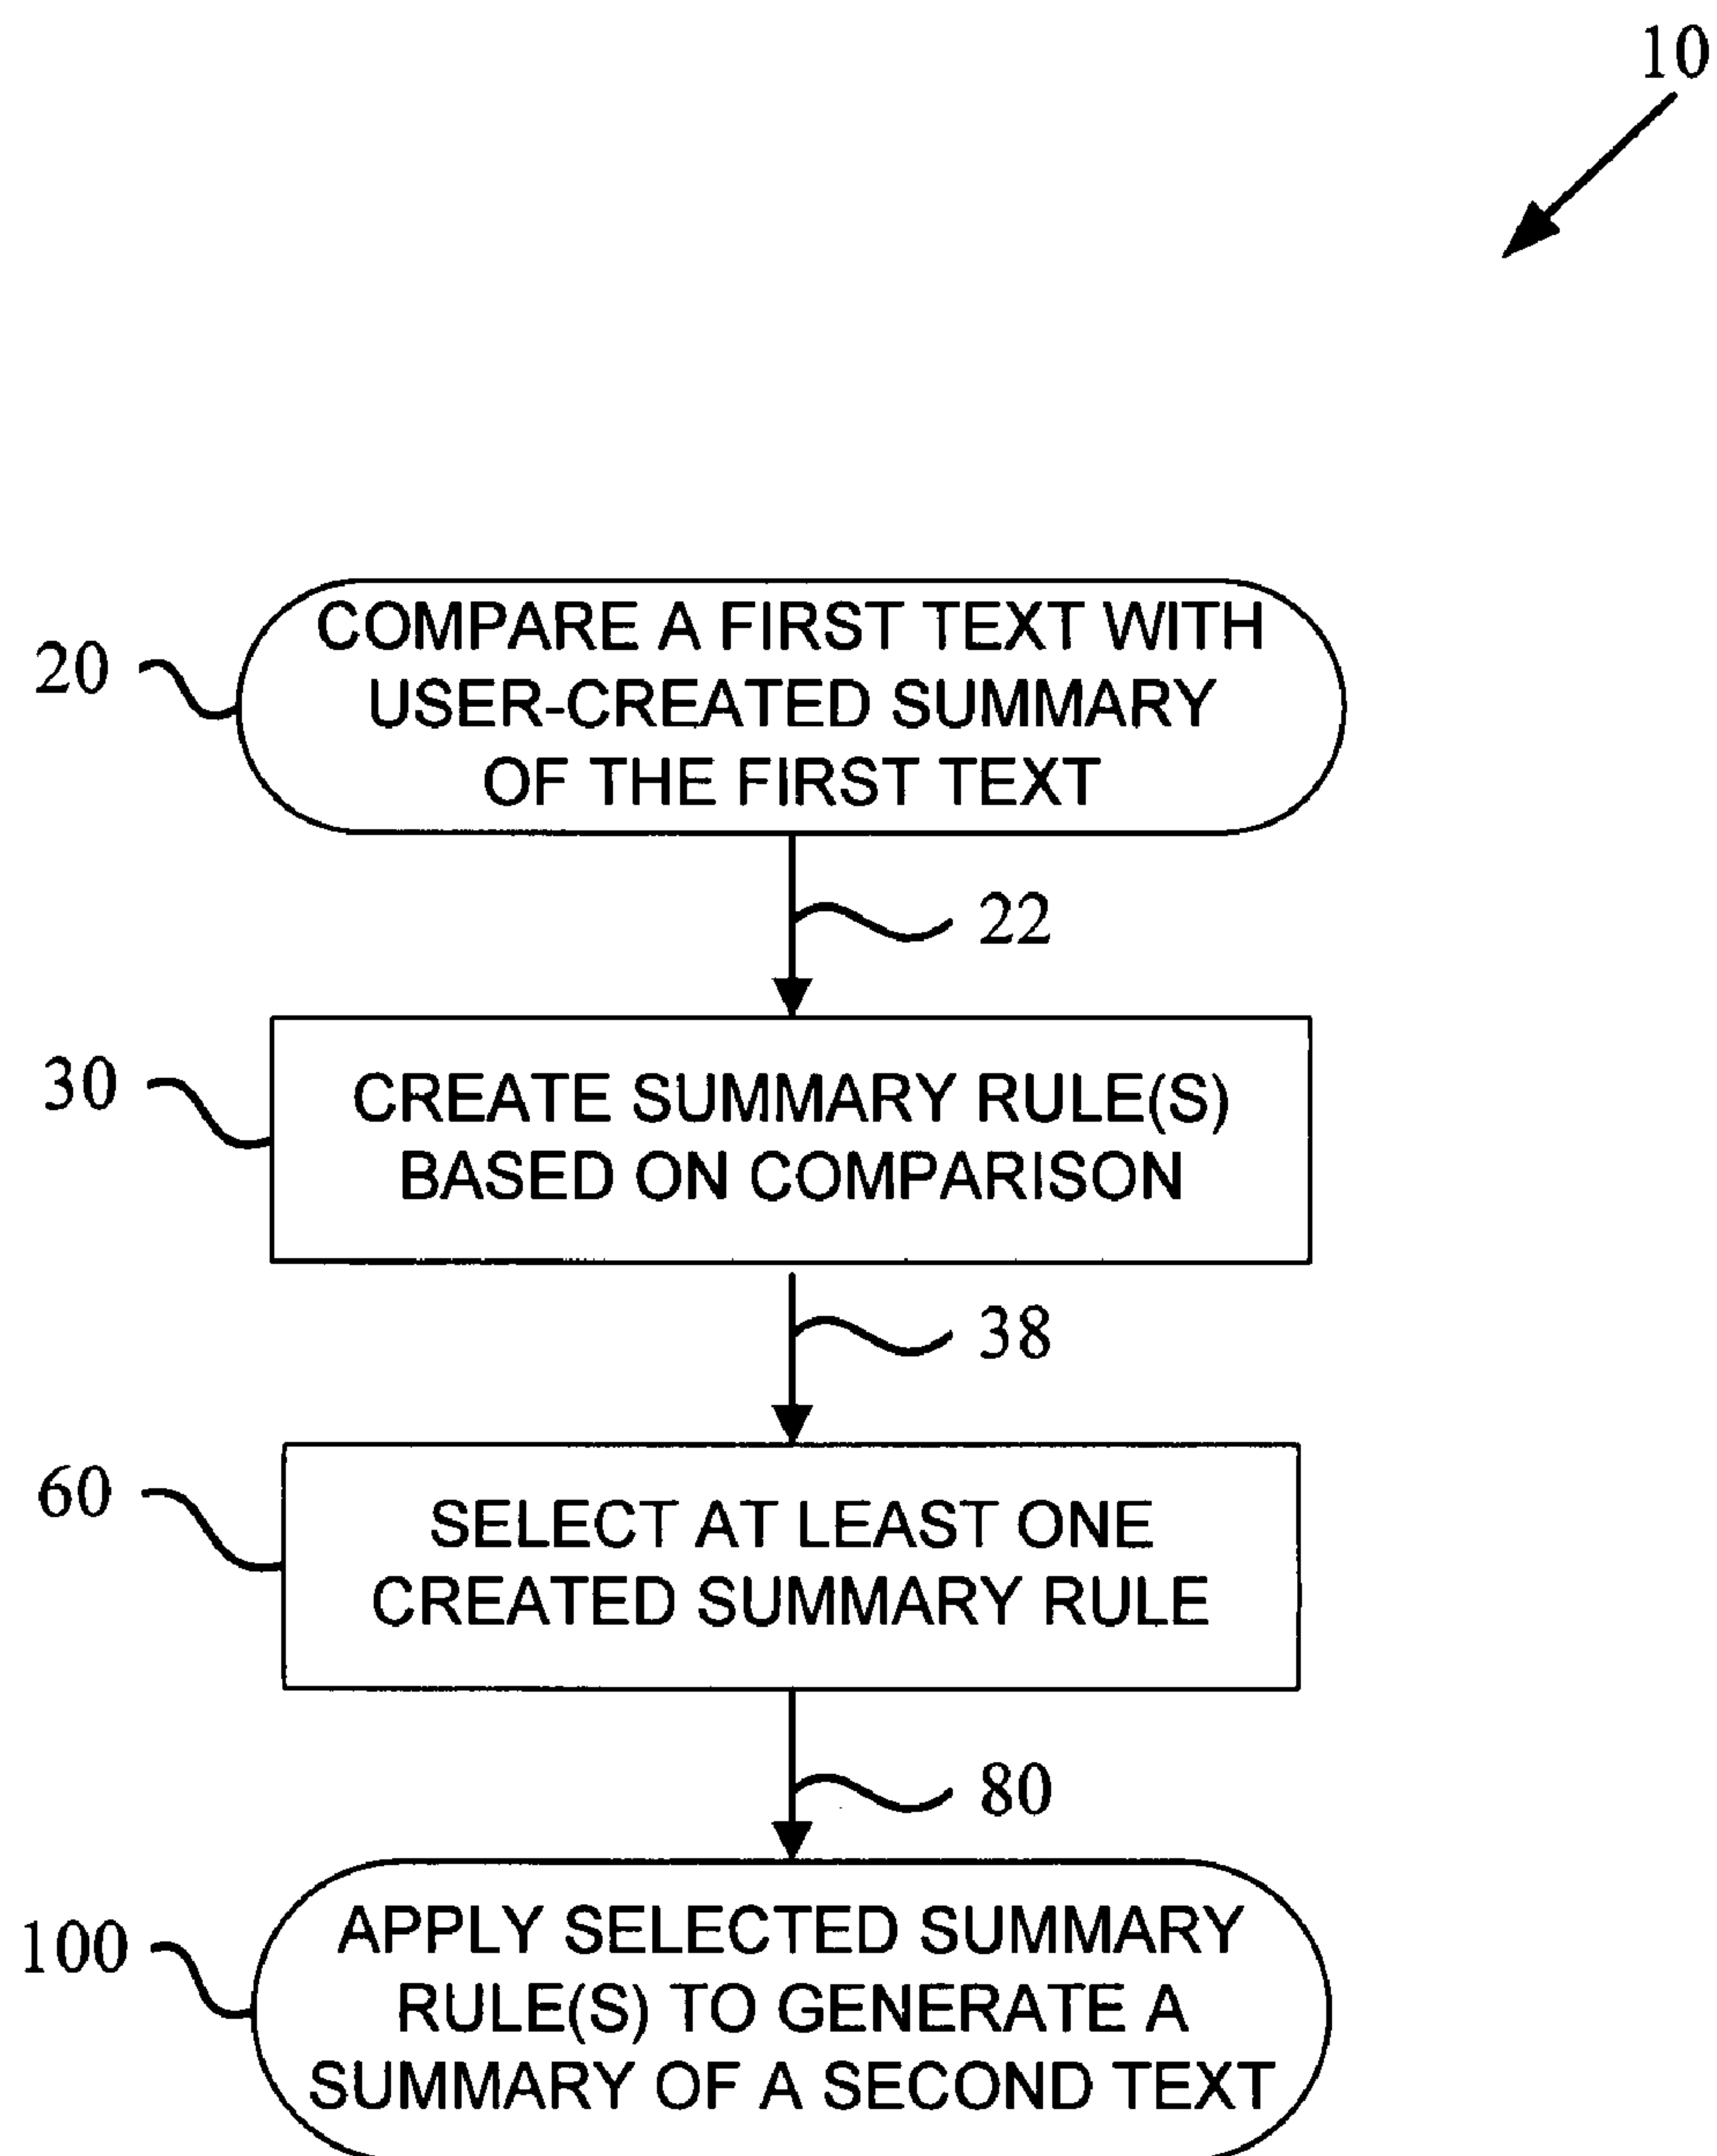 10
COMPARE A FIRST TEXT WITH
20
USER-CREATED SUMMARY
OF THE FIRST TEXT
22
30
CREATE SUMMARY RULE(S)
BASED ON COMPARISON
38
60
SELECT AT LEAST ONE
CREATED SUMMARY RULE
80
APPLY SELECTED SUMMARY
100
RULE(S) TO GENERATE A
SUMMARY OF A SECOND TEXT